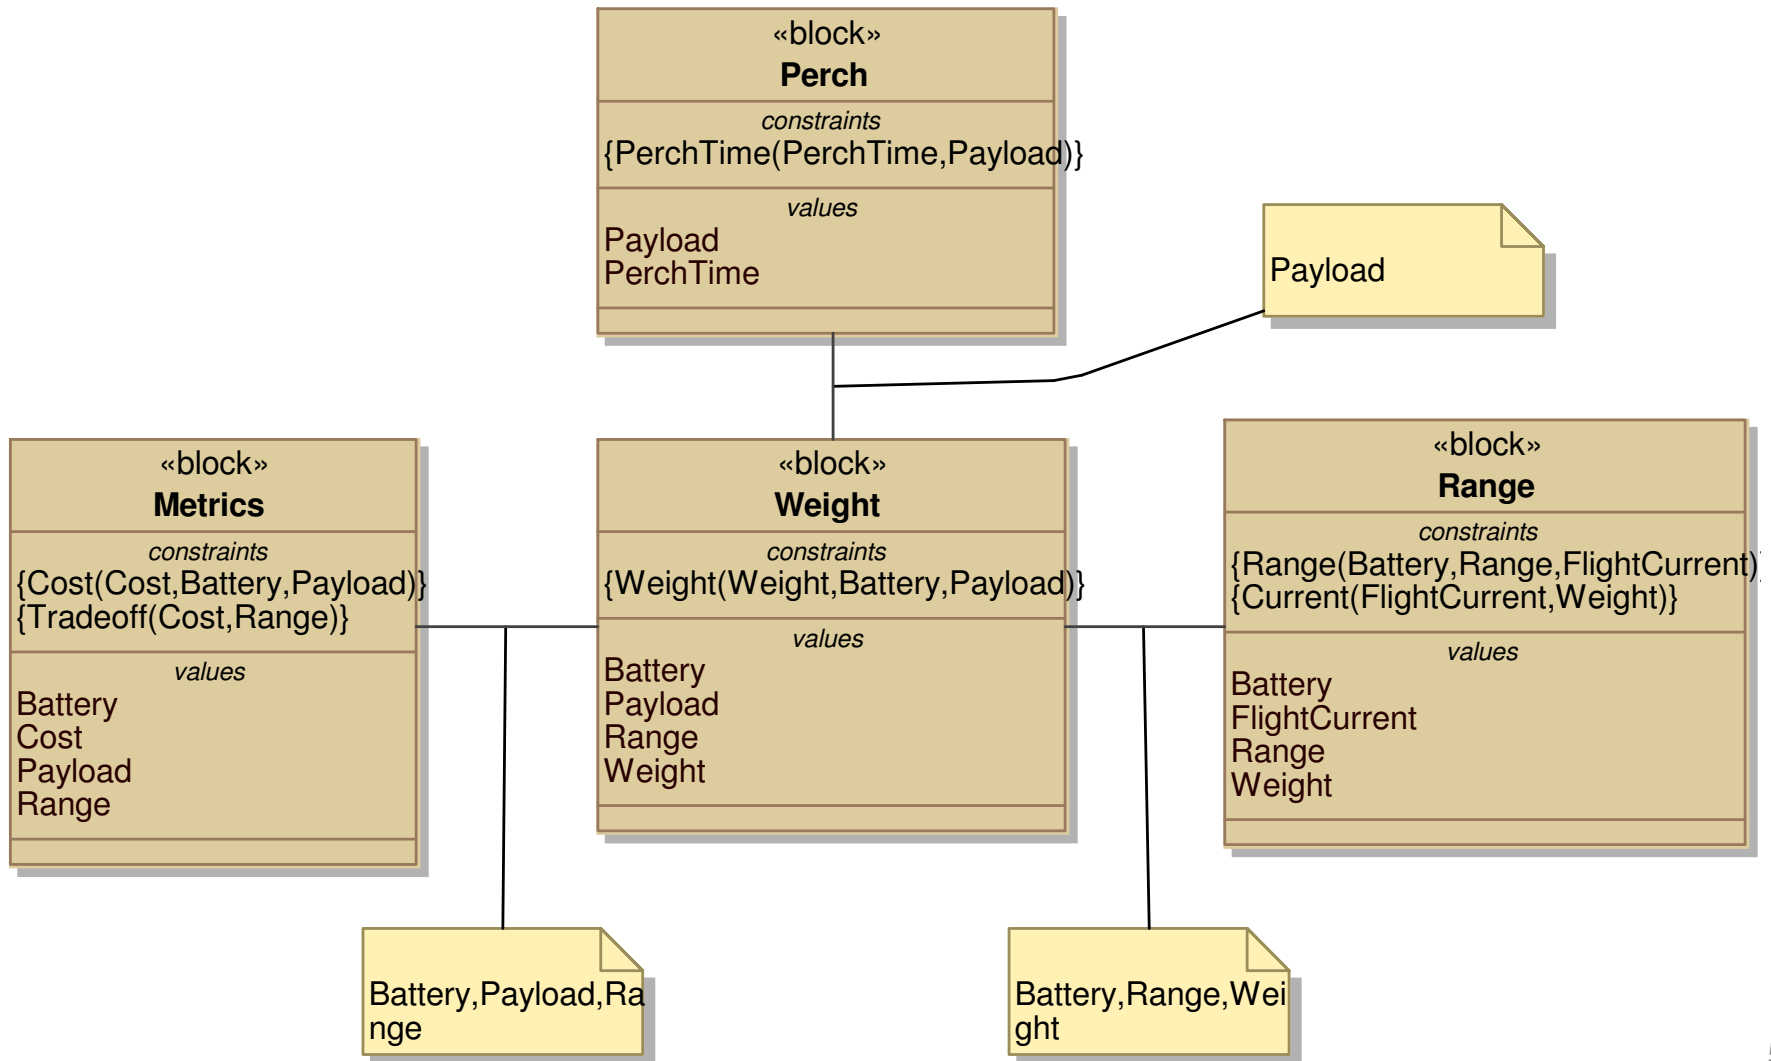 «block»
Perch
constraints
{PerchTime(PerchTime,Payload)}
values
Payload
PerchTime
Payload
«block»
Metrics
constraints
{Cost(Cost,Battery,Payload)}
{Tradeoff(Cost,Range)}
values
Battery
Cost
Payload
Range
«block»
Weight
constraints
{Weight(Weight,Battery,Payload)}
values
Battery
Payload
Range
Weight
«block»
Range
constraints
{Range(Battery,Range,FlightCurrent)}
{Current(FlightCurrent,Weight)}
values
Battery
FlightCurrent
Range
Weight
Battery,Payload,Ra
nge
Battery,Range,Wei
ght